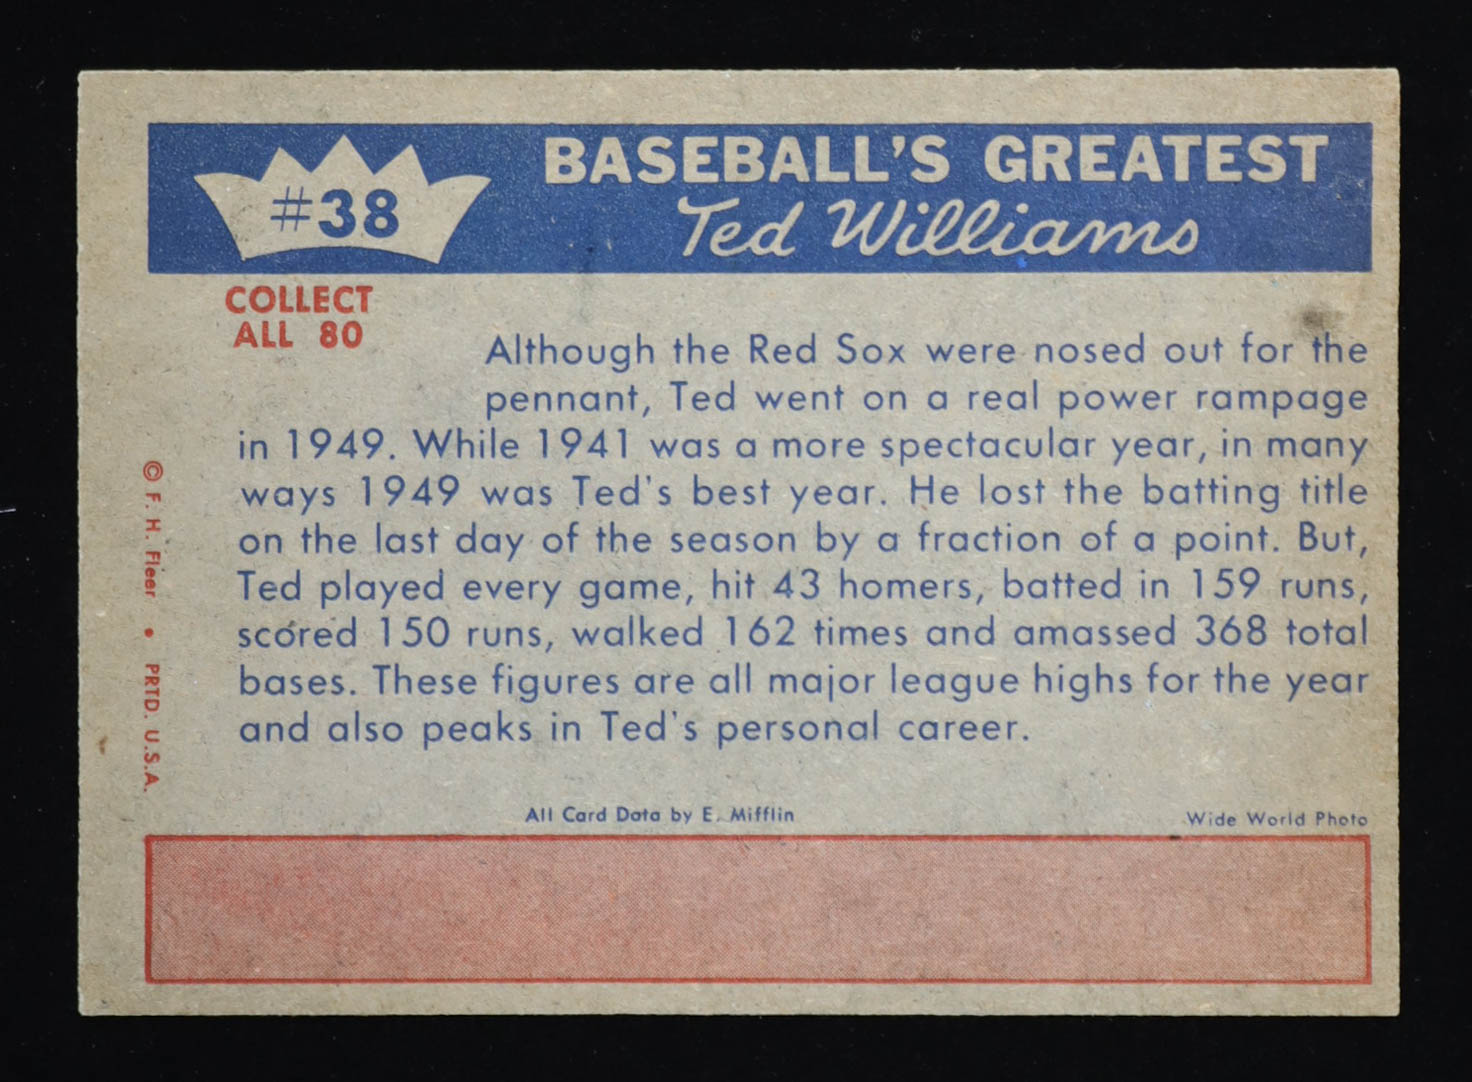 #38
BASEBALL'S GREATEST
Ted Williams
COLLECT
ALL 80
Although the Red Sox were nosed out for the
pennant, Ted went on a real power rampage
in 1949. While 1941 was a more spectacular year, in many
ways 1949 was Ted's best year. He lost the batting title
on the last day of the season by a fraction of a point. But,
Ted played every game, hit 43 homers, batted in 159 runs,
scored 150 runs, walked 162 times and amassed 368 total
bases. These figures are all major league highs for the year
and also peaks in Ted's personal career.
© F. H. Fleer • PRTD. U.S.A.
All Card Data by E. Mifflin
Wide World Photo